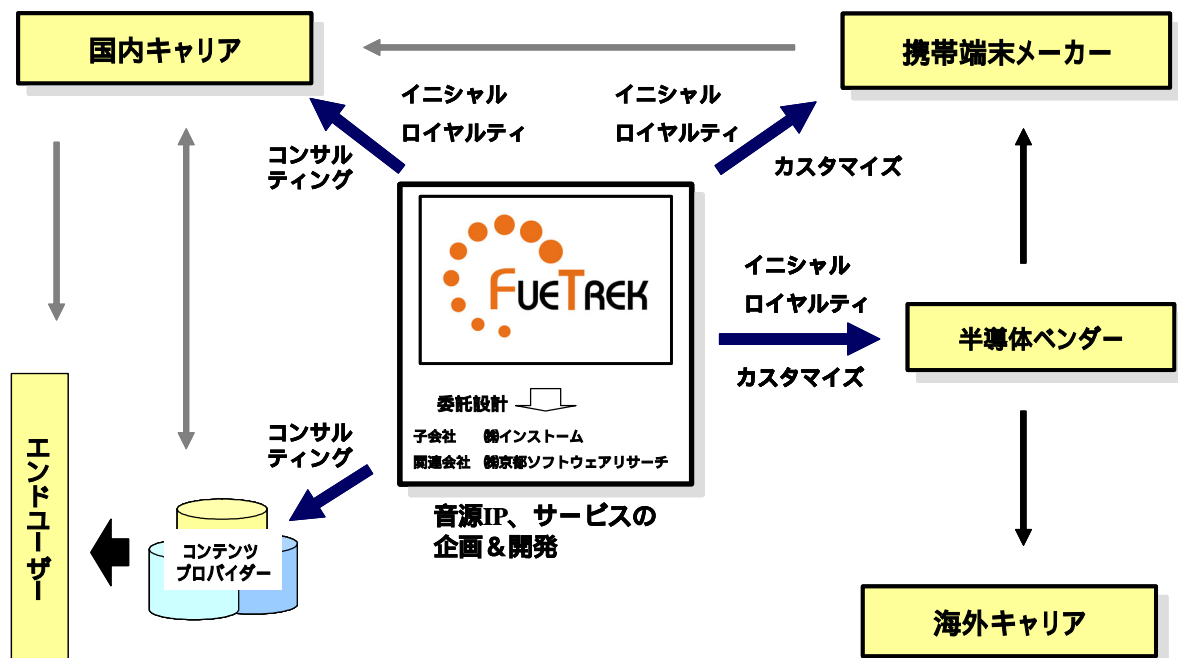 国内キャリア
携帯端末メーカー
イニシャル
ロイヤルティ
イニシャル
ロイヤルティ
コンサル
ティング
カスタマイズ
FUETREK
イニシャル
ロイヤルティ
半導体ベンダー
カスタマイズ
委託設計
子会社 ㈱インストーム
関連会社 ㈱京都ソフトウェアリサーチ
コンサル
ティング
エンドユーザー
音源IP、サービスの
企画&開発
コンテンツ
プロバイダー
海外キャリア